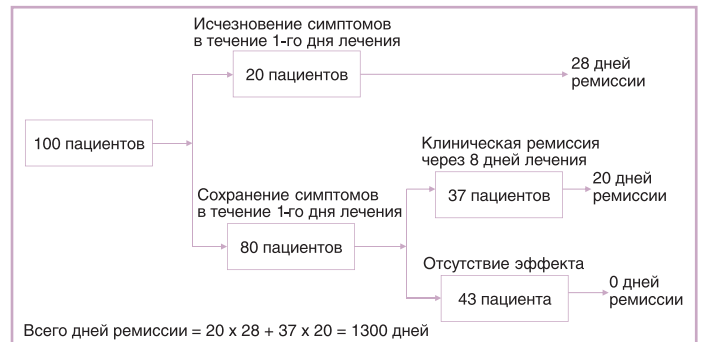 Исчезновение симптомов
в течение 1-го дня лечения
20 пациентов
28 дней
ремиссии
100 пациентов
Клиническая ремиссия
через 8 дней лечения
37 пациентов
20 дней
ремиссии
Сохранение симптомов
в течение 1-го дня лечения
80 пациентов
Отсутствие эффекта
43 пациента
0 дней
ремиссии
Всего дней ремиссии = 20 x 28 + 37 x 20 = 1300 дней